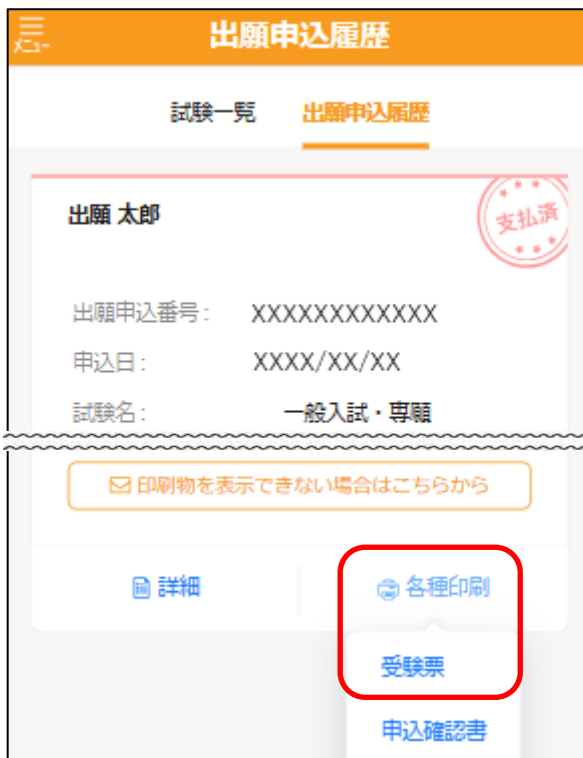 メニュー
出願申込履歴
試験一覧 出願申込履歴
出願 太郎
支払済
出願申込番号: XXXXXXXXXXXX
申込日: XXXX/XX/XX
試験名: 一般入試・専願
印刷物を表示できない場合はこちらから
詳細 各種印刷
受験票
申込確認書